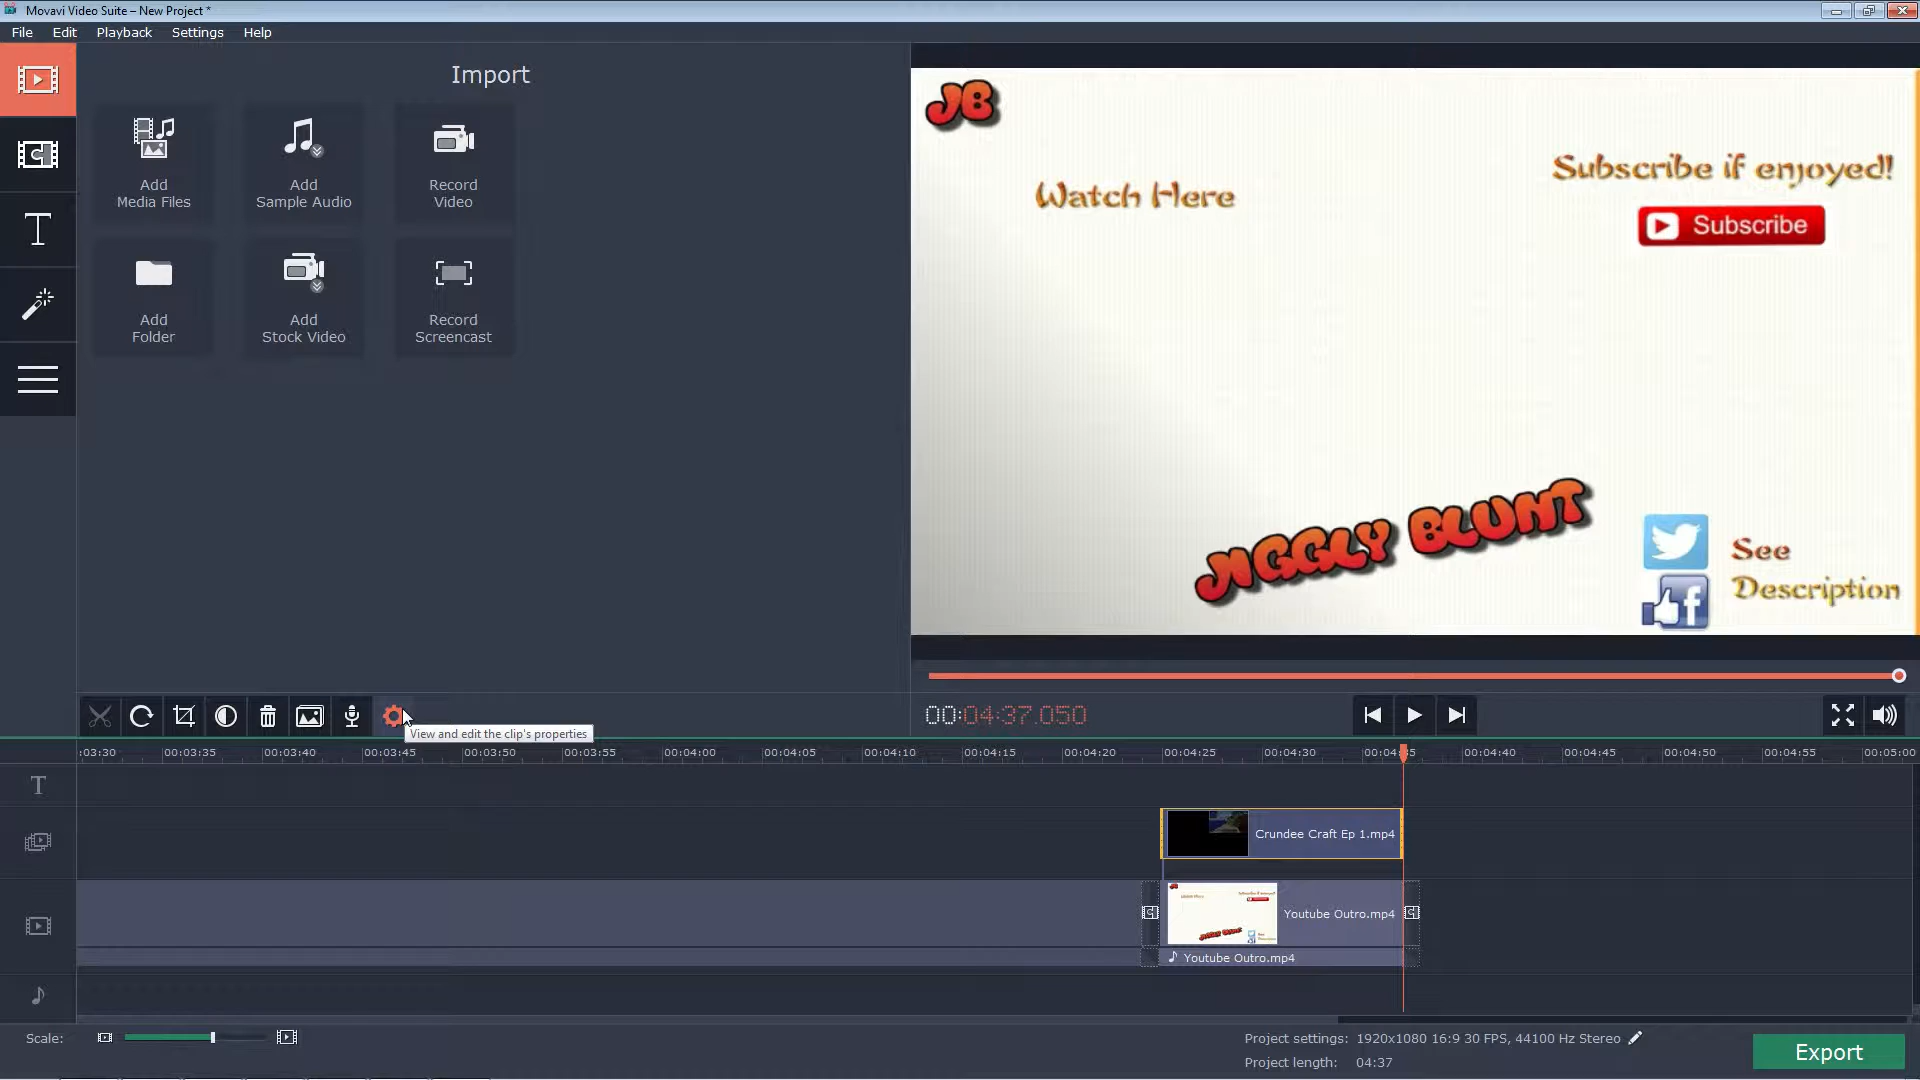 Movavi Video Suite – New Project *
File Edit Playback Settings Help
Import
Add Media Files
Add Sample Audio
Record Video
Add Folder
Add Stock Video
Record Screencast
JB
Watch Here
Subscribe if enjoyed!
Subscribe
JIGGLY BLUNT
See
Description
00:04:37.050
View and edit the clip's properties
:03:30 00:03:35 00:03:40 00:03:45 00:03:50 00:03:55 00:04:00 00:04:05 00:04:10 00:04:15 00:04:20 00:04:25 00:04:30 00:04:35 00:04:40 00:04:45 00:04:50 00:04:55 00:05:00
T
Crundee Craft Ep 1.mp4
Youtube Outro.mp4
Youtube Outro.mp4
Scale:
Project settings: 1920x1080 16:9 30 FPS, 44100 Hz Stereo
Project length: 04:37
Export